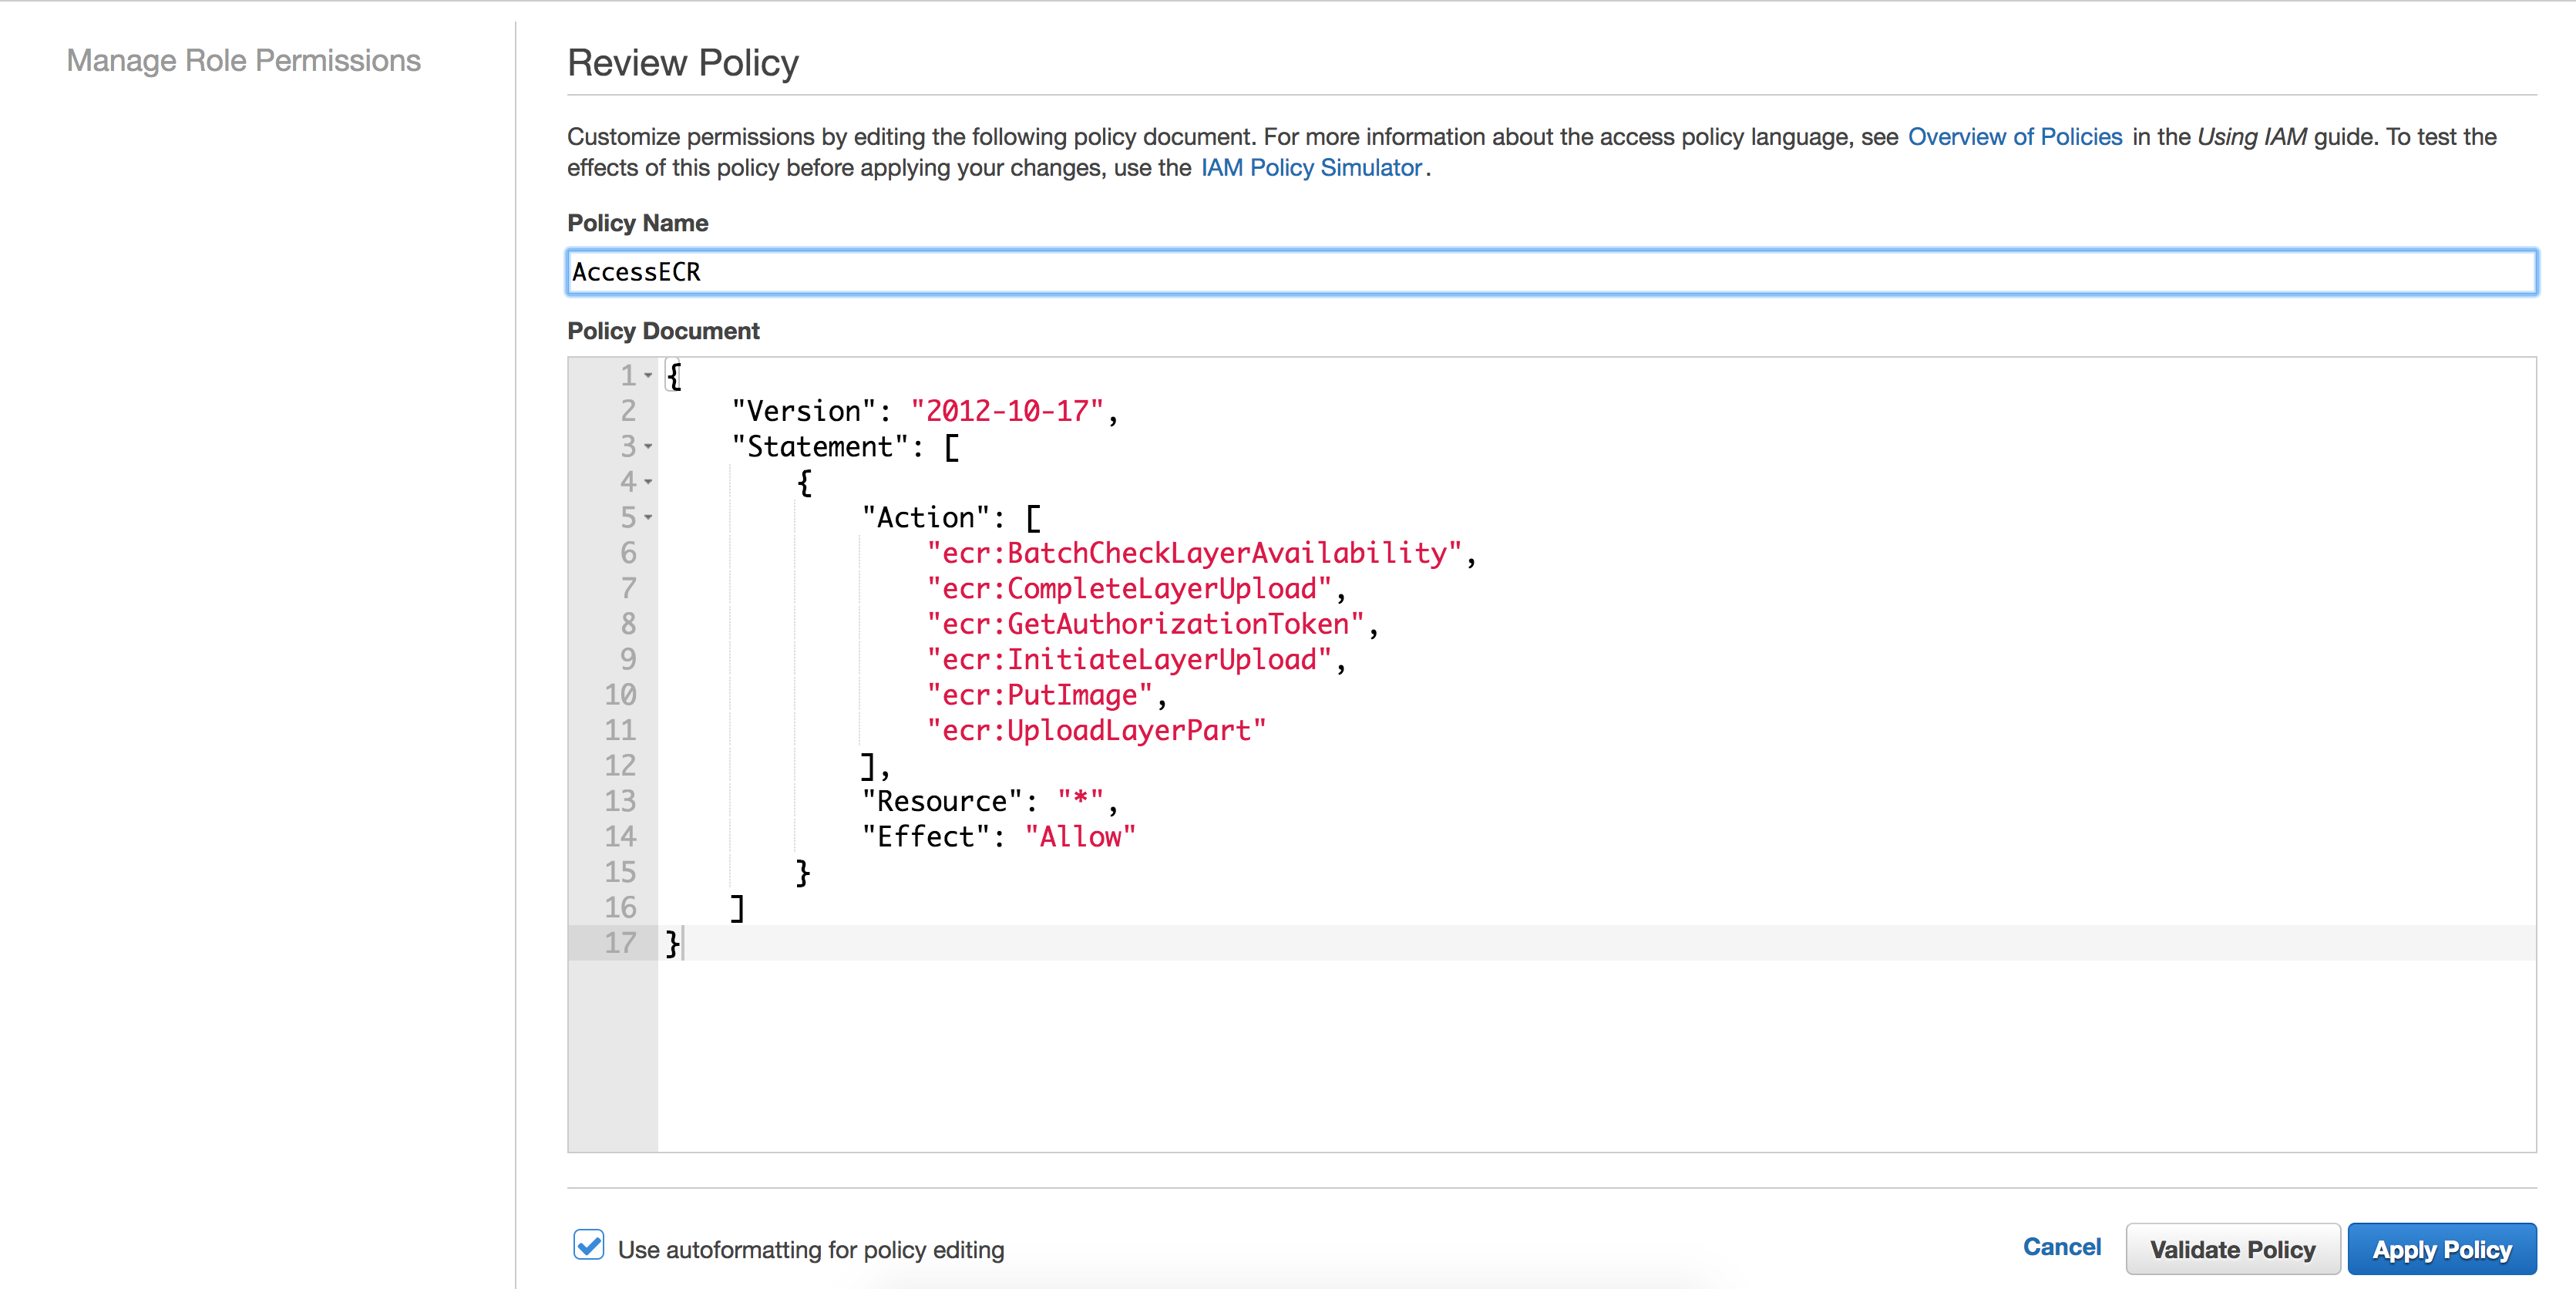 Manage Role Permissions
Review Policy
Customize permissions by editing the following policy document. For more information about the access policy language, see Overview of Policies in the Using IAM guide. To test the
effects of this policy before applying your changes, use the IAM Policy Simulator.
Policy Name
AccessECR
Policy Document
1 {
2     "Version": "2012-10-17",
3     "Statement": [
4         {
5             "Action": [
6                 "ecr:BatchCheckLayerAvailability",
7                 "ecr:CompleteLayerUpload",
8                 "ecr:GetAuthorizationToken",
9                 "ecr:InitiateLayerUpload",
10                 "ecr:PutImage",
11                 "ecr:UploadLayerPart"
12             ],
13             "Resource": "*",
14             "Effect": "Allow"
15         }
16     ]
17 }
Use autoformatting for policy editing
Cancel
Validate Policy
Apply Policy